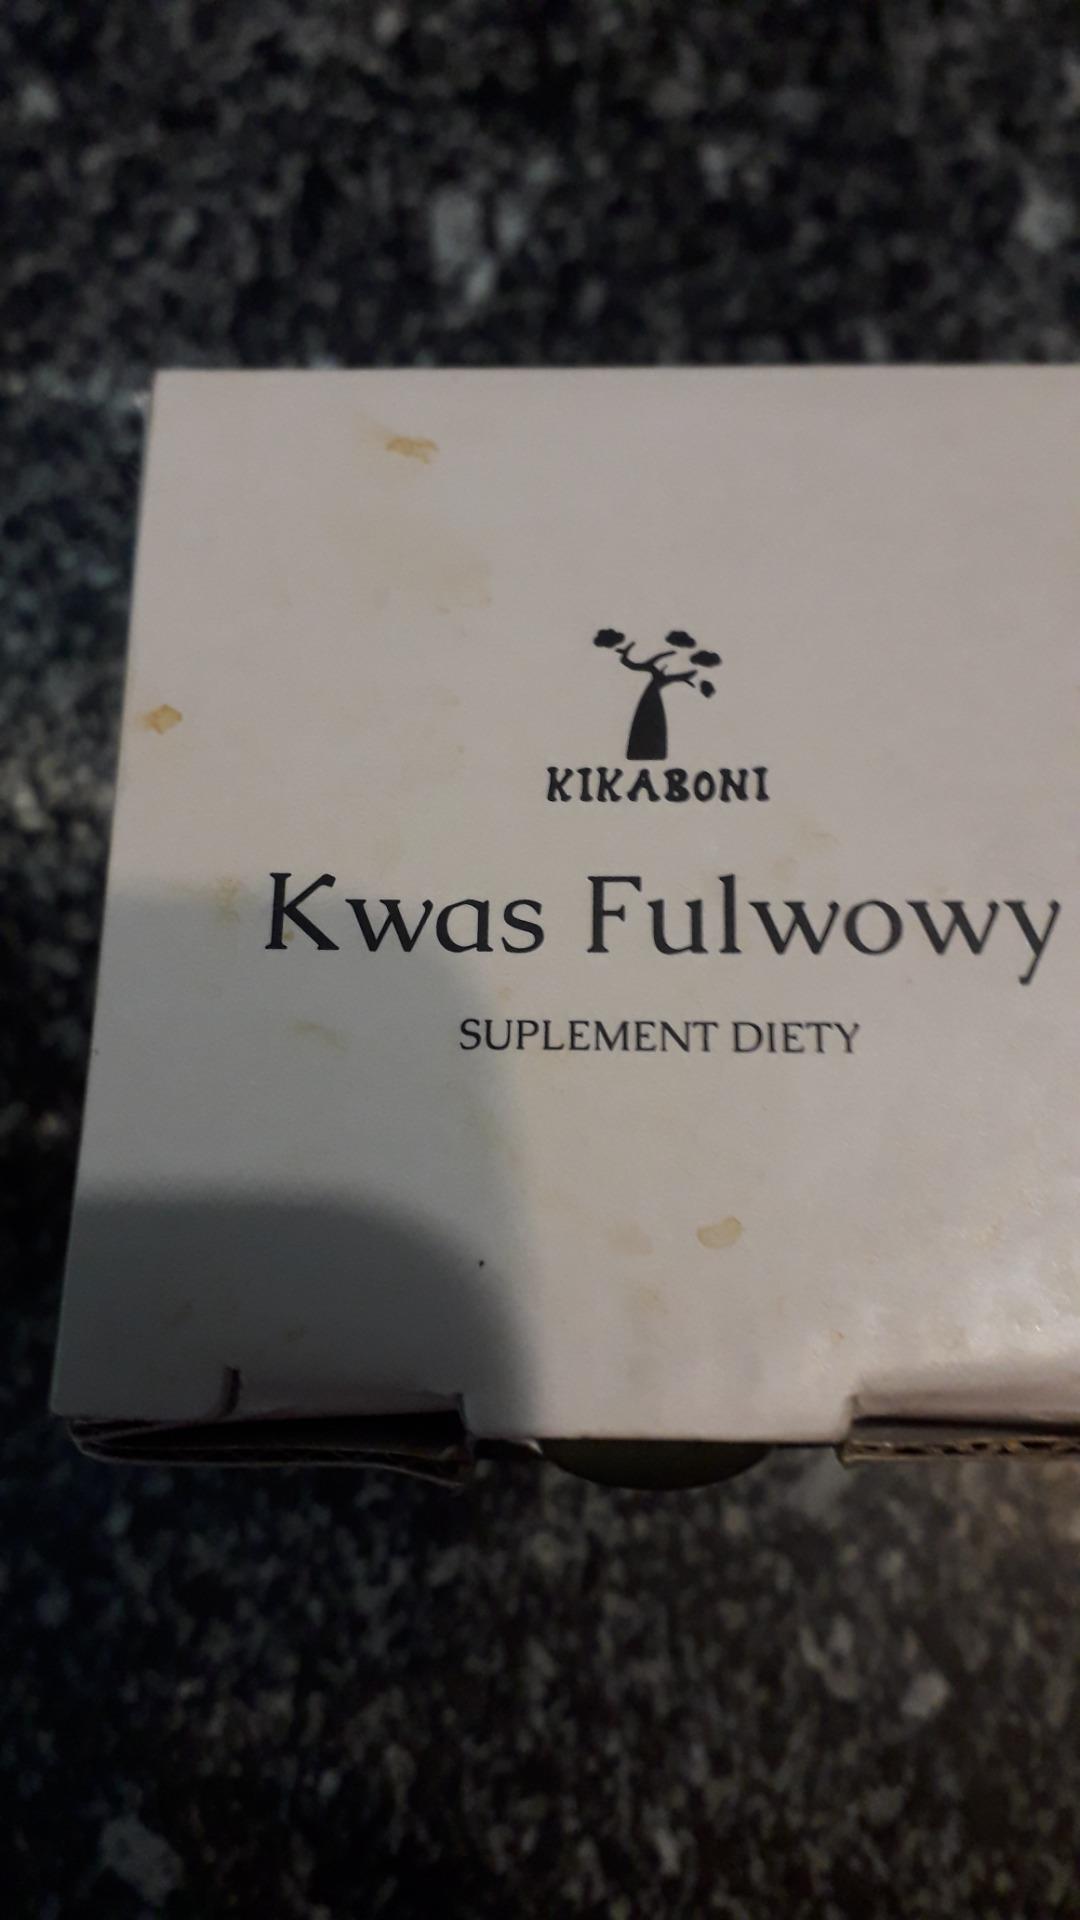 KIKABONI
Kwas Fulwowy
SUPLEMENT DIETY